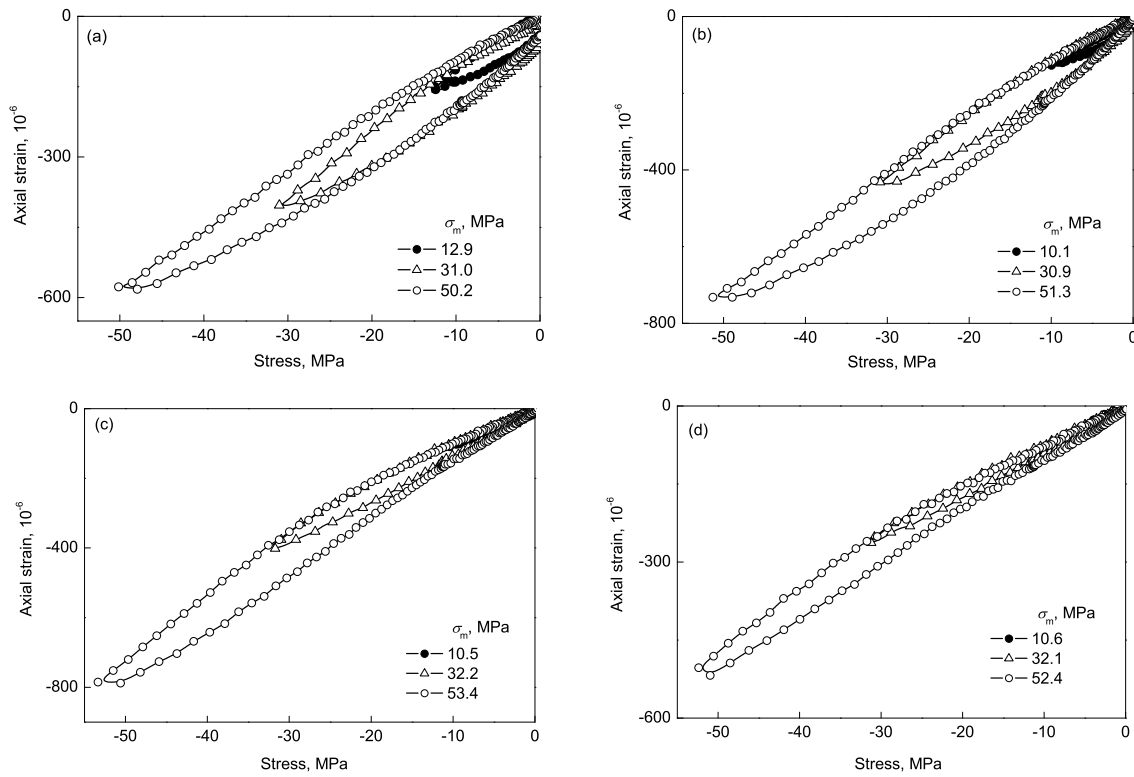 (a)
0
-300
-600
Axial strain, 10-6
σm, MPa
12.9
31.0
50.2
-50 -40 -30 -20 -10 0
Stress, MPa
(b)
0
-400
-800
Axial strain, 10-6
σm, MPa
10.1
30.9
51.3
-50 -40 -30 -20 -10 0
Stress, MPa
(c)
0
-400
-800
Axial strain, 10-6
σm, MPa
10.5
32.2
53.4
-50 -40 -30 -20 -10 0
Stress, MPa
(d)
0
-300
-600
Axial strain, 10-6
σm, MPa
10.6
32.1
52.4
-50 -40 -30 -20 -10 0
Stress, MPa